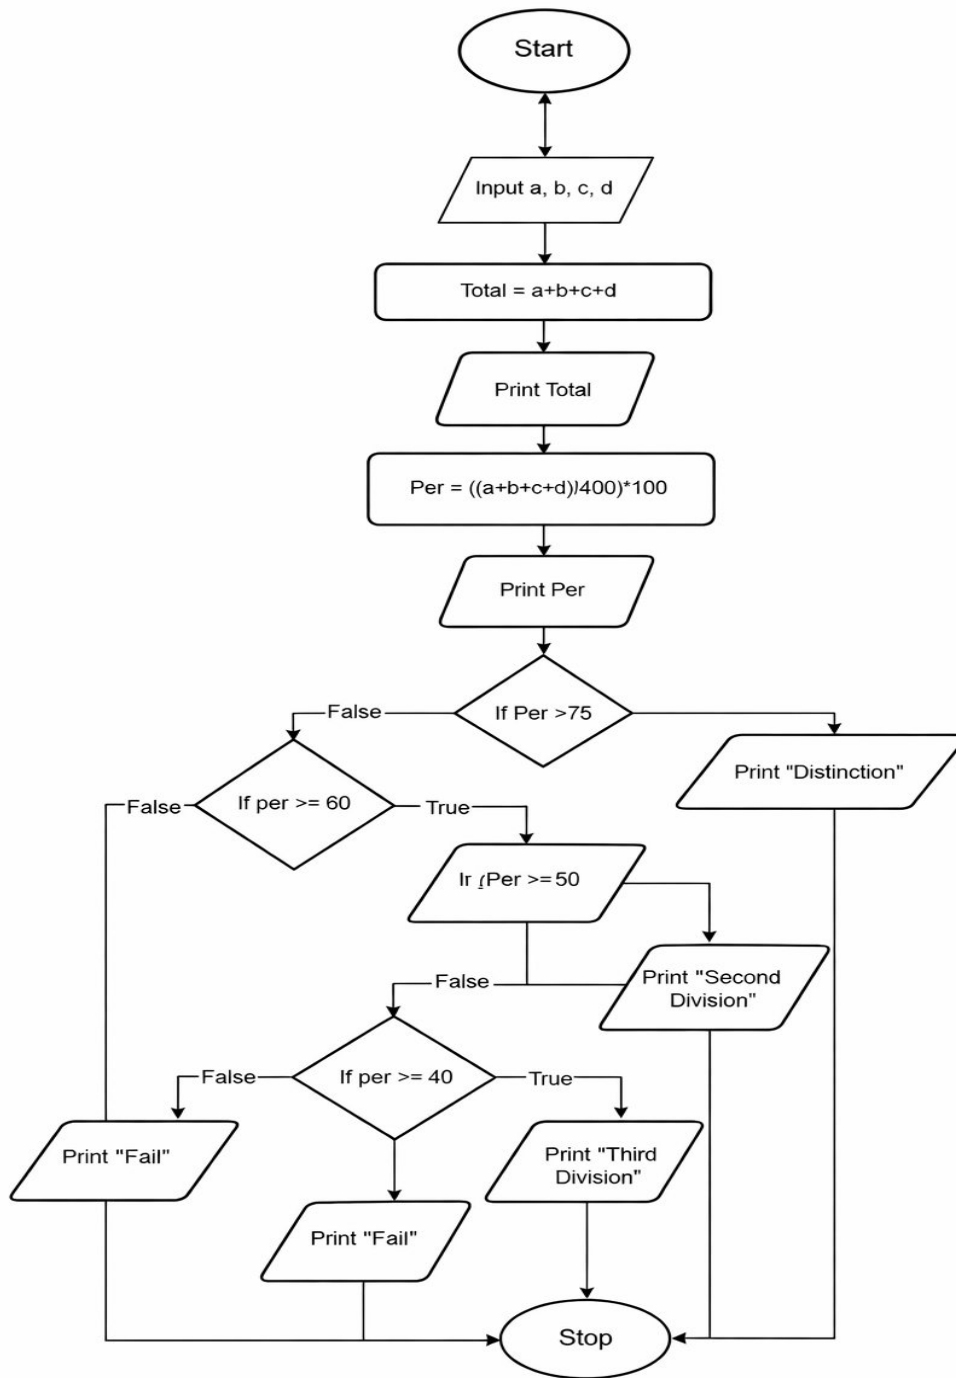 Start
Input a, b, c, d
Total = a+b+c+d
Print Total
Per = ((a+b+c+d)/400)*100
Print Per
If Per >75
False
Print "Distinction"
If per >= 60
False
True
Per >= 50
Print "Second
Division"
False
If per >= 40
False
True
Print "Fail"
Print "Third
Division"
Print "Fail"
Stop